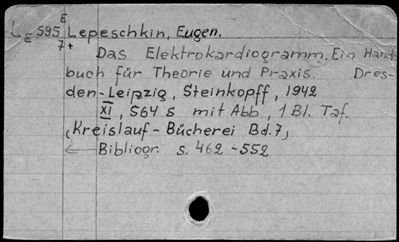 E
L 595 Lepeschkin, Eugen.
E 7+
Das Elektrokardiogramm. Ein Hand-
buch für Theorie und Praxis. Dres-
den-Leipzig, Steinkopff, 1942
XI, 564 s mit Abb, 1 Bl. Taf.
(Kreislauf-Bücherei Bd.7)
Bibliogr. s. 462-552